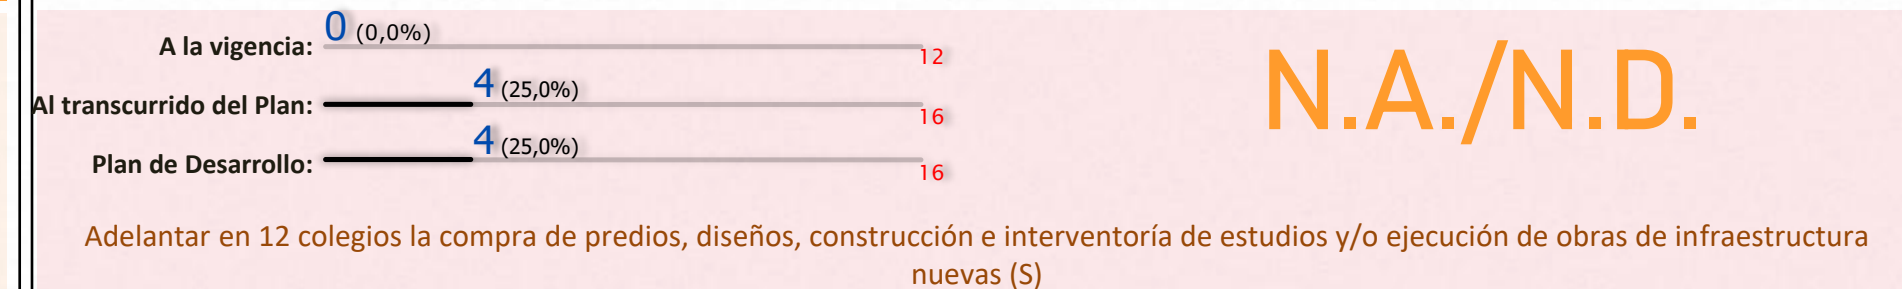 A la vigencia: 0 (0,0%) 12
Al transcurrido del Plan: 4 (25,0%) 16
Plan de Desarrollo: 4 (25,0%) 16
N.A./N.D.
Adelantar en 12 colegios la compra de predios, diseños, construcción e interventoría de estudios y/o ejecución de obras de infraestructura
nuevas (S)